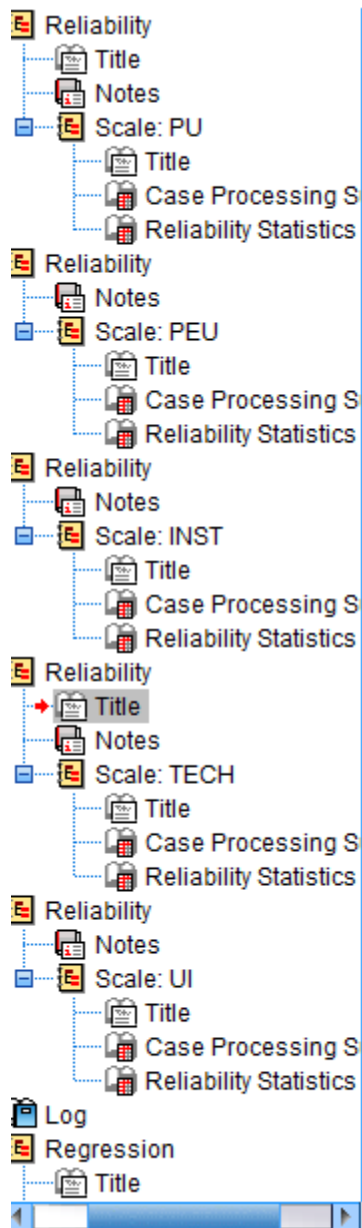 Reliability
Title
Notes
Scale: PU
Title
Case Processing S
Reliability Statistics
Reliability
Notes
Scale: PEU
Title
Case Processing S
Reliability Statistics
Reliability
Notes
Scale: INST
Title
Case Processing S
Reliability Statistics
Reliability
Title
Notes
Scale: TECH
Title
Case Processing S
Reliability Statistics
Reliability
Notes
Scale: UI
Title
Case Processing S
Reliability Statistics
Log
Regression
Title